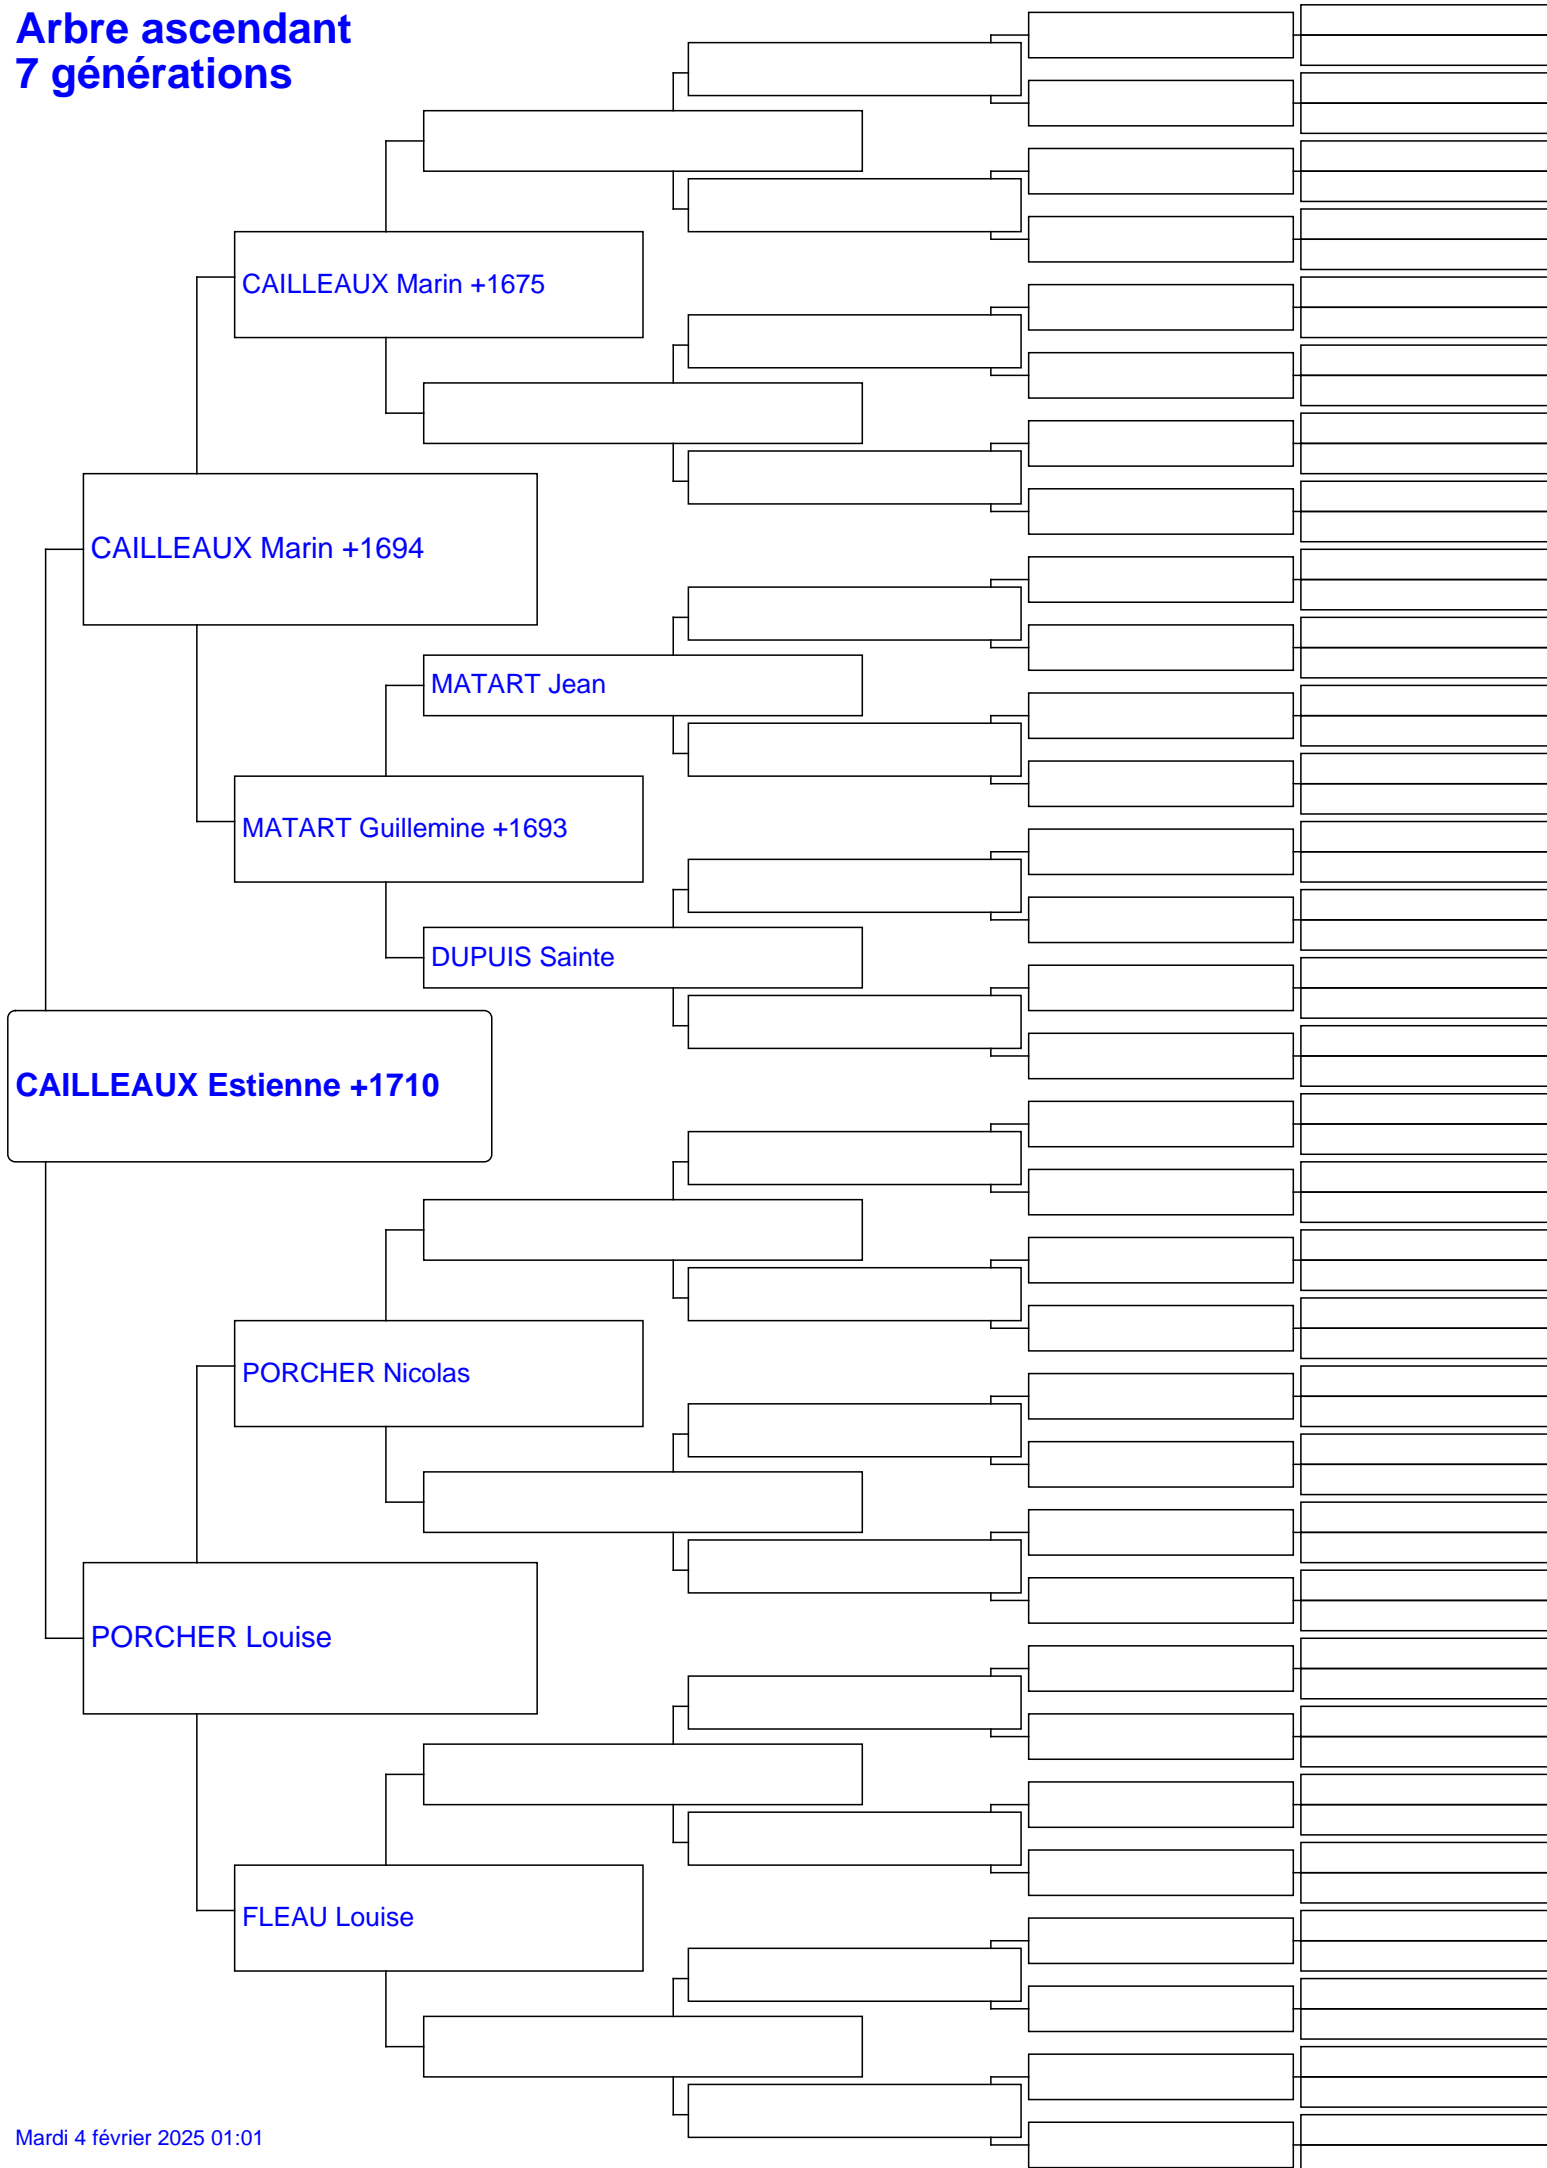 Arbre ascendant
7 générations
CAILLEAUX Marin +1675
CAILLEAUX Marin +1694
MATART Jean
MATART Guillemine +1693
DUPUIS Sainte
CAILLEAUX Estienne +1710
PORCHER Nicolas
PORCHER Louise
FLEAU Louise
Mardi 4 février 2025 01:01